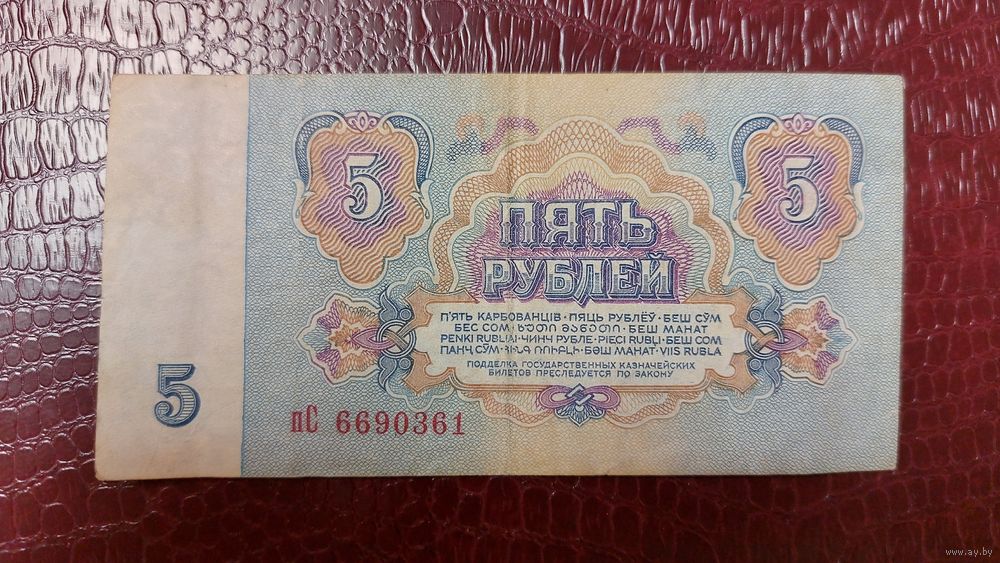 5 5
ПЯТЬ
РУБЛЕЙ
П'ЯТЬ КАРБОВАНЦІВ · ПЯЦЬ РУБЛЁЎ · БЕШ СЎМ
БЕС СОМ · ხუთი მანეთი · БЕШ МАНАТ
PENKI RUBLIAI · ЧИНЧ РУБЛЕ · PIECI RUBĻI · БЕШ СОМ
ПАНҶ СЎМ · ՀԻՆԳ ՌՈՒԲԼԻ · БӘШ МАНАТ · VIIS RUBLA
ПОДДЕЛКА ГОСУДАРСТВЕННЫХ КАЗНАЧЕЙСКИХ
БИЛЕТОВ ПРЕСЛЕДУЕТСЯ ПО ЗАКОНУ
5
пС 6690361
www.ay.by